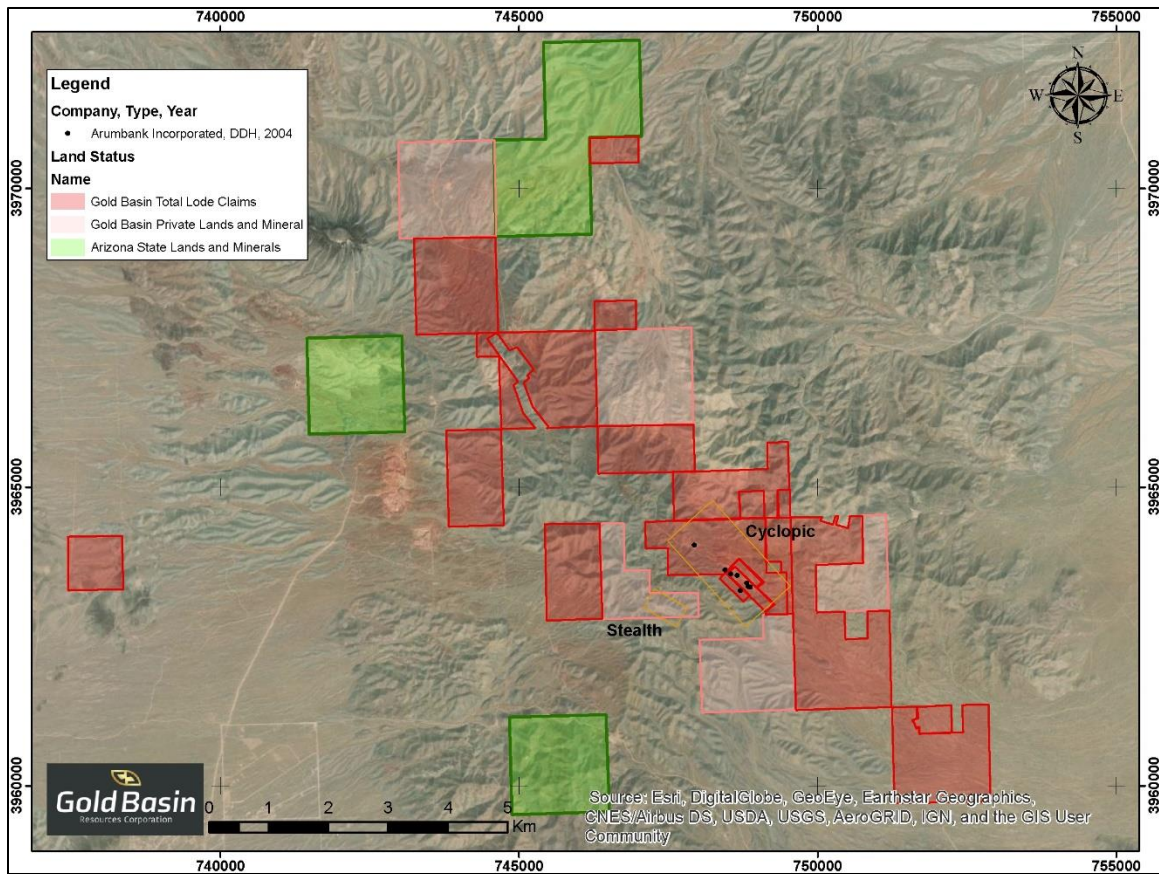 740000
745000
750000
755000
Legend
Company, Type, Year
Arumbank Incorporated, DDH, 2004
Land Status
Name
Gold Basin Total Lode Claims
Gold Basin Private Lands and Mineral
Arizona State Lands and Minerals
N
W
E
S
3970000
3970000
3965000
3965000
Cyclopic
Stealth
3960000
3960000
Gold Basin
Resources Corporation
0 1 2 3 4 5
Km
Source: Esri, DigitalGlobe, GeoEye, Earthstar Geographics,
CNES/Airbus DS, USDA, USGS, AeroGRID, IGN, and the GIS User
Community
740000
745000
750000
755000